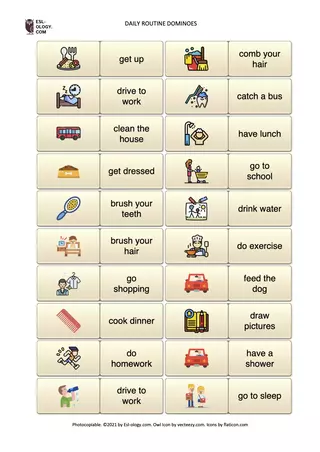 ESL-
OLOGY.
COM
DAILY ROUTINE DOMINOES
get up
comb your
hair
drive to
work
catch a bus
clean the
house
have lunch
get dressed
go to
school
brush your
teeth
drink water
brush your
hair
do exercise
go
shopping
feed the
dog
cook dinner
draw
pictures
do
homework
have a
shower
drive to
work
go to sleep
Photocopiable. ©2021 by Esl-ology.com. Owl Icon by vecteezy.com. Icons by flaticon.com